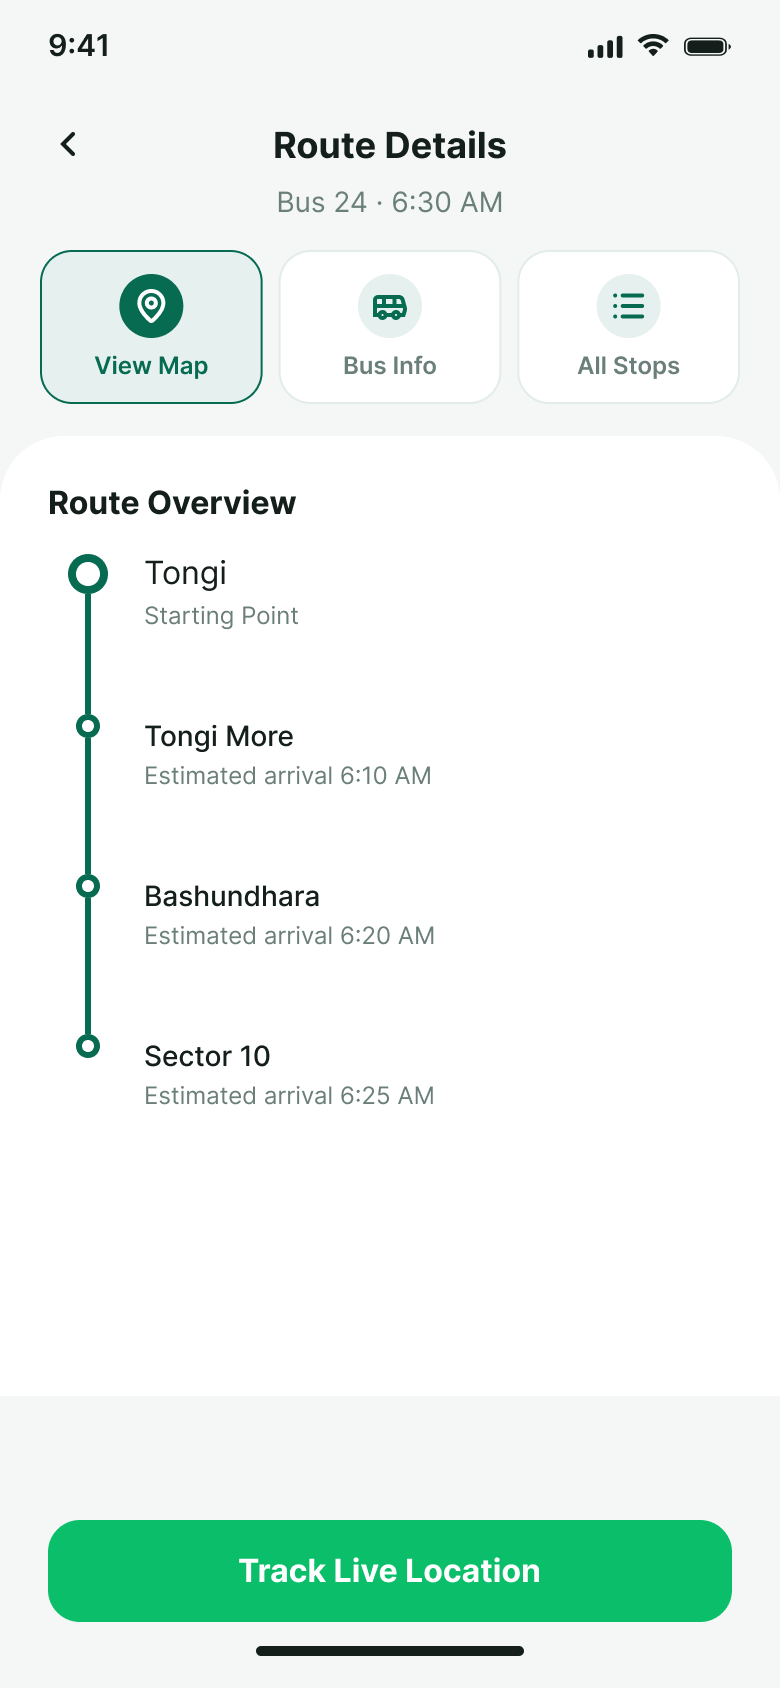 9:41
Route Details
Bus 24 · 6:30 AM
View Map
Bus Info
All Stops
Route Overview
Tongi
Starting Point
Tongi More
Estimated arrival 6:10 AM
Bashundhara
Estimated arrival 6:20 AM
Sector 10
Estimated arrival 6:25 AM
Track Live Location